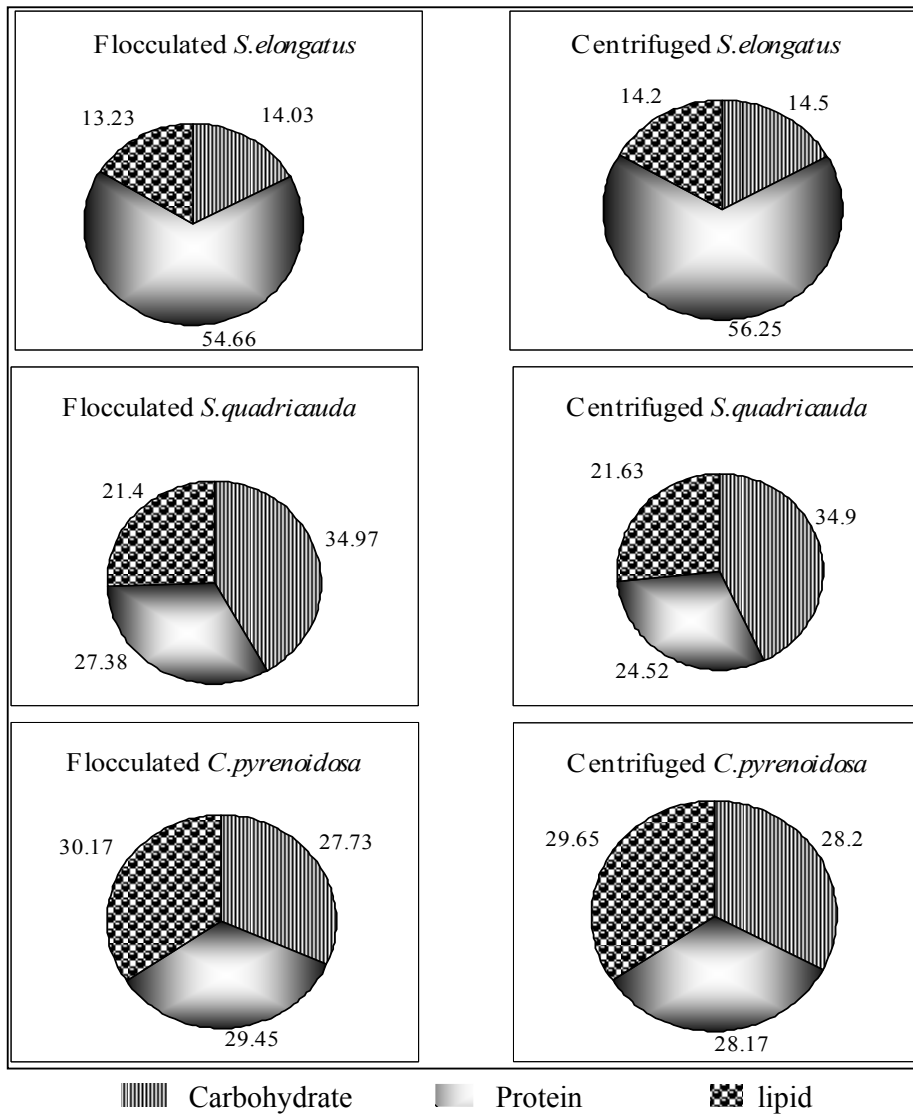 Flocculated S.elongatus
13.23
14.03
54.66
Centrifuged S.elongatus
14.2
14.5
56.25
Flocculated S.quadricauda
21.4
34.97
27.38
Centrifuged S.quadricauda
21.63
34.9
24.52
Flocculated C.pyrenoidosa
30.17
27.73
29.45
Centrifuged C.pyrenoidosa
29.65
28.2
28.17
Carbohydrate
Protein
lipid